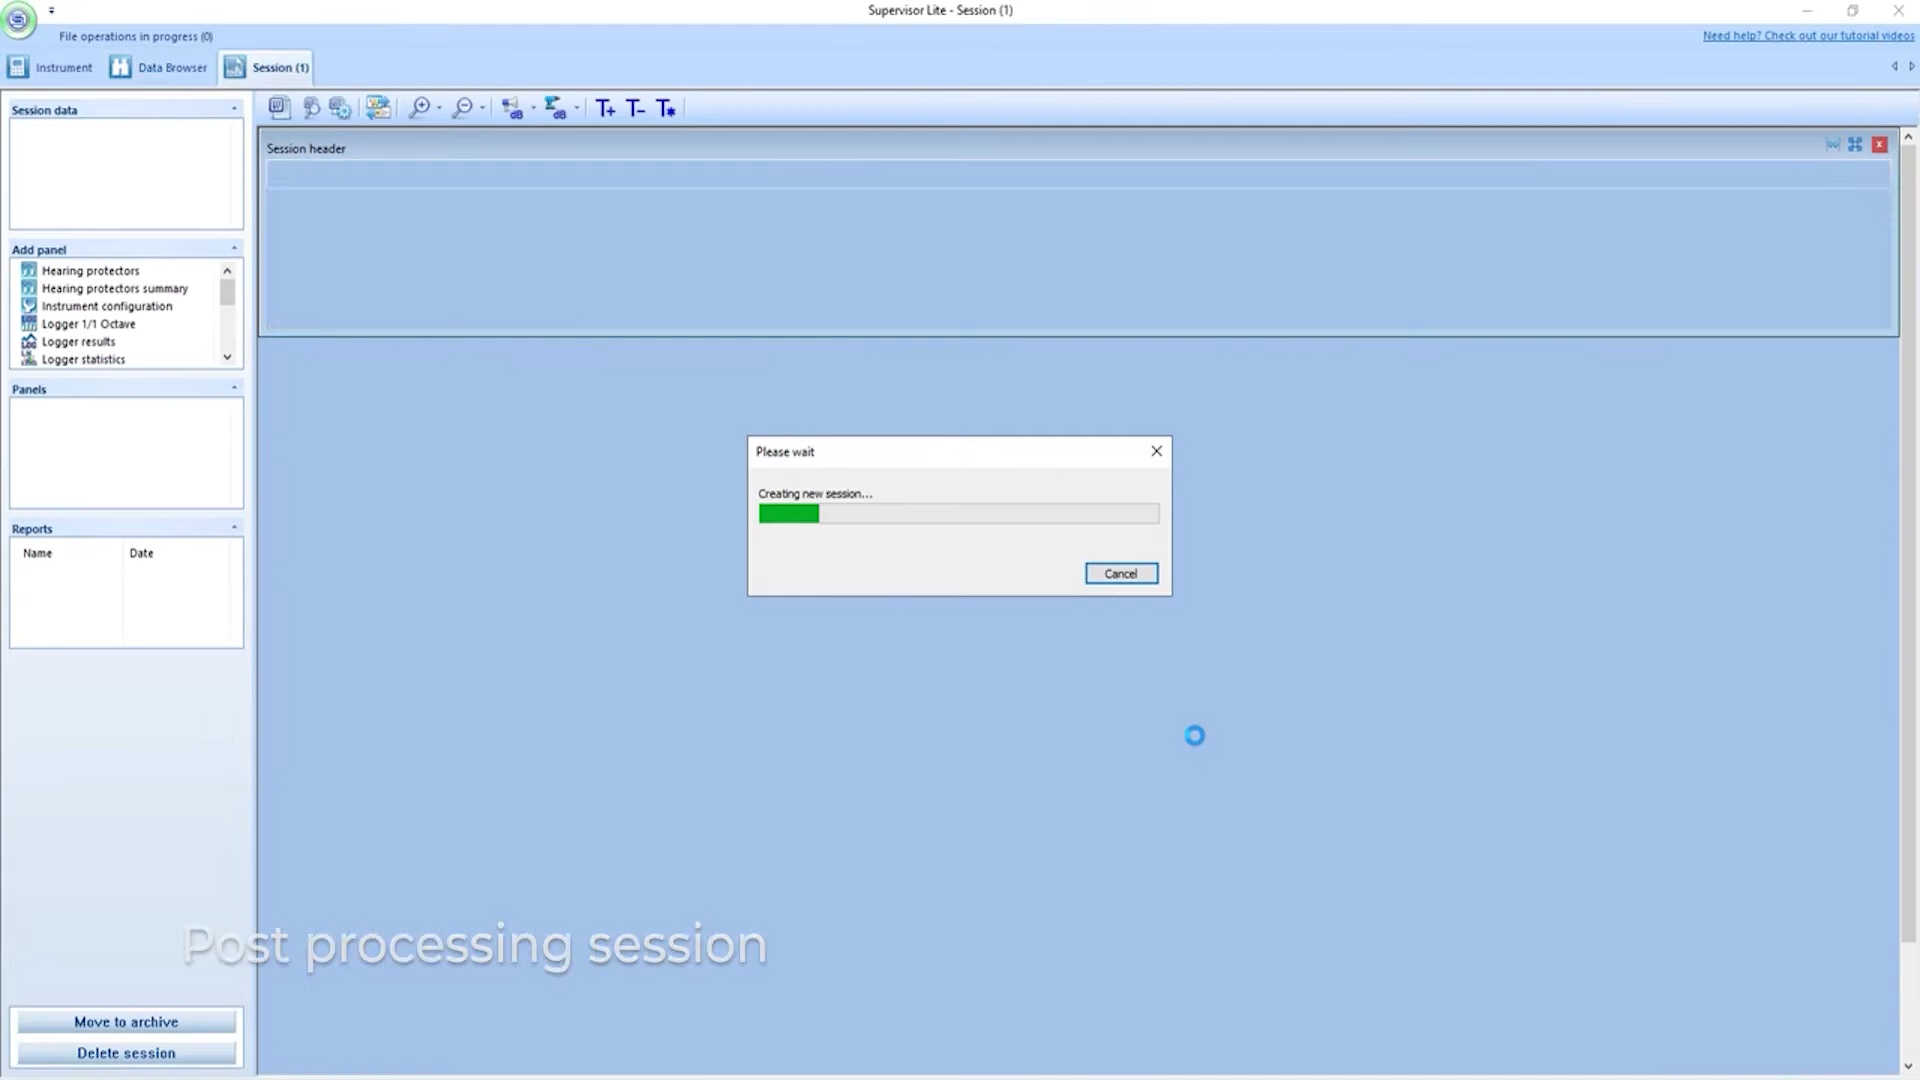 Supervisor Lite - Session (1)
File operations in progress (0)
Need help? Check out our tutorial videos
Instrument
Data Browser
Session (1)
Session data
Add panel
Hearing protectors
Hearing protectors summary
Instrument configuration
Logger 1/1 Octave
Logger results
Logger statistics
Panels
Reports
Name Date
Move to archive
Delete session
dB
dB
T+ T- T*
Session header
Please wait
Creating new session...
Cancel
Post processing session